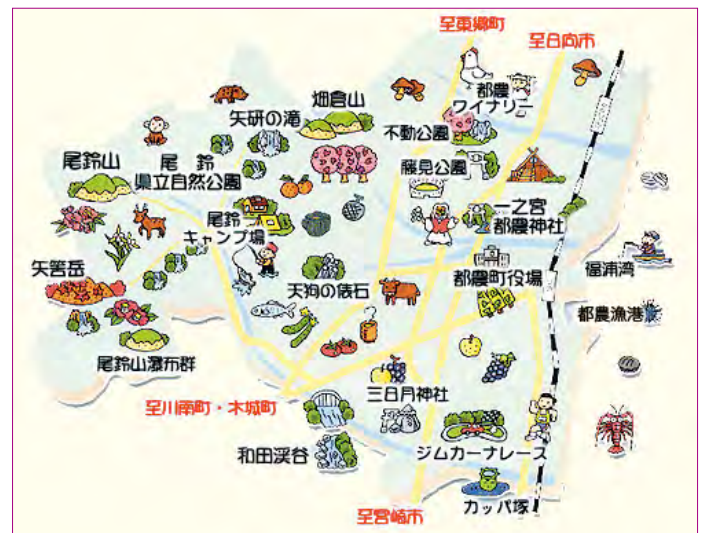 至東郷町
至日向市
都農
ワイナリー
畑倉山
矢研の滝
不動公園
尾鈴山
尾 鈴
県立自然公園
藤見公園
尾鈴
キャンプ場
一之宮
都農神社
矢筈岳
天狗の俵石
都農町役場
福浦湾
都農漁港
尾鈴山瀑布群
至川南町・木城町
三日月神社
和田渓谷
ジムカーナレース
至宮崎市
カッパ塚